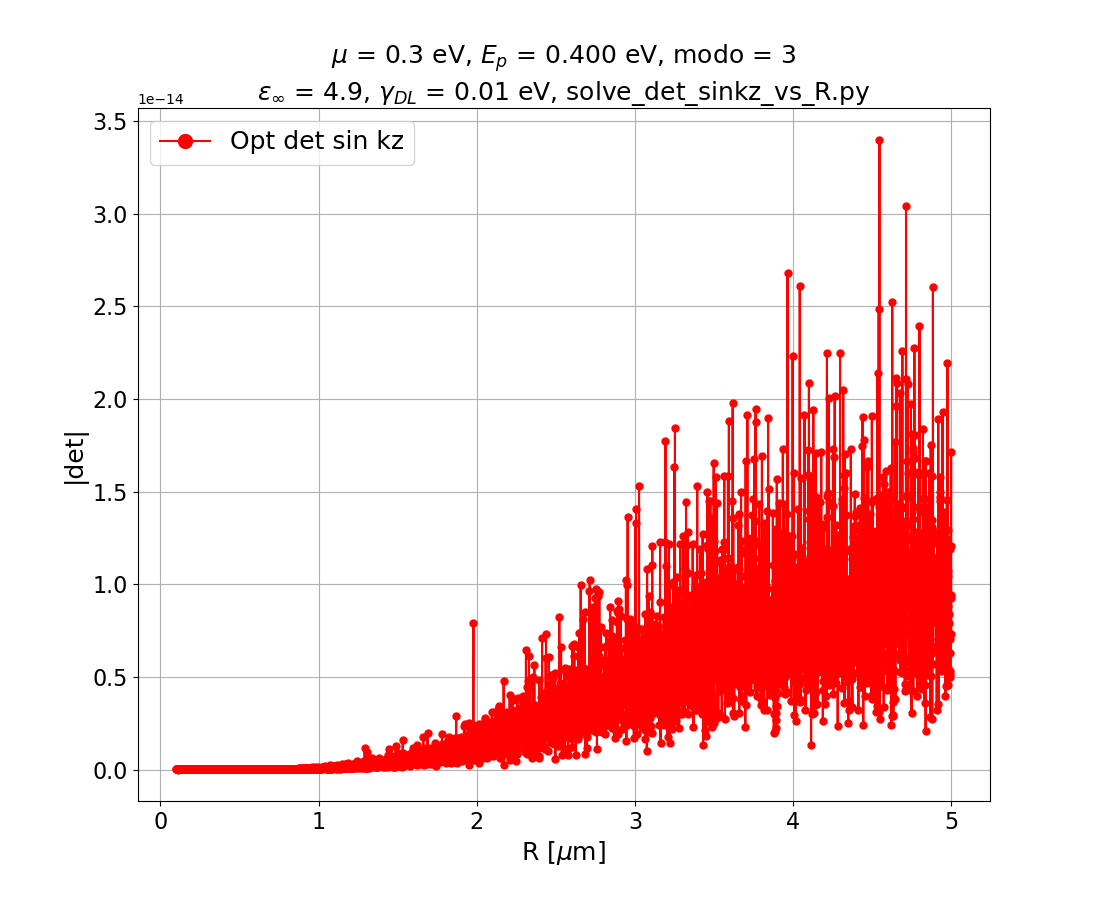 μ = 0.3 eV, E_p = 0.400 eV, modo = 3
ε_∞ = 4.9, γ_DL = 0.01 eV, solve_det_sinkz_vs_R.py
1e−14
Opt det sin kz
3.5
3.0
2.5
2.0
1.5
1.0
0.5
0.0
|det|
0 1 2 3 4 5
R [μm]